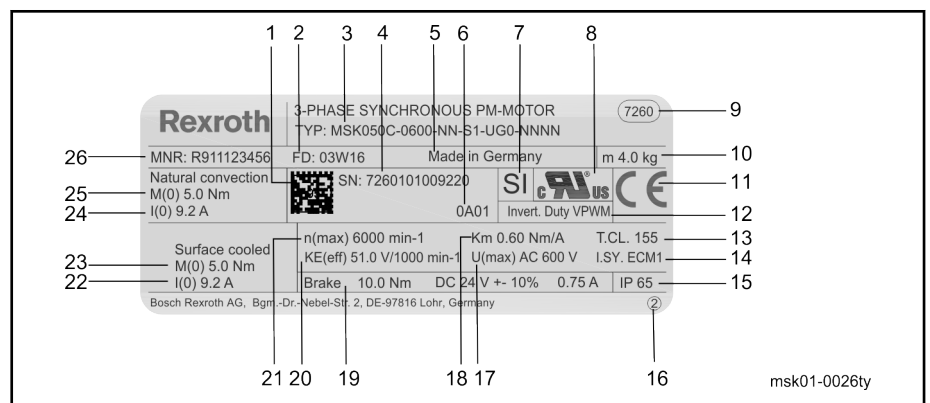 1 2 3 4 5 6 7 8
Rexroth
3-PHASE SYNCHRONOUS PM-MOTOR
TYP: MSK050C-0600-NN-S1-UG0-NNNN
7260
9
26
MNR: R911123456
FD: 03W16
Made in Germany
m 4.0 kg
10
Natural convection
25
M(0) 5.0 Nm
24
I(0) 9.2 A
SN: 7260101009220
0A01
SI
c RU US ®
CE
11
Invert. Duty VPWM
12
n(max) 6000 min-1
Km 0.60 Nm/A
T.CL. 155
13
Surface cooled
KE(eff) 51.0 V/1000 min-1
U(max) AC 600 V
I.SY. ECM1
14
23
M(0) 5.0 Nm
22
I(0) 9.2 A
Brake 10.0 Nm DC 24 V +- 10% 0.75 A
IP 65
15
Bosch Rexroth AG, Bgm.-Dr.-Nebel-Str. 2, DE-97816 Lohr, Germany
2
21 20 19 18 17 16
msk01-0026ty